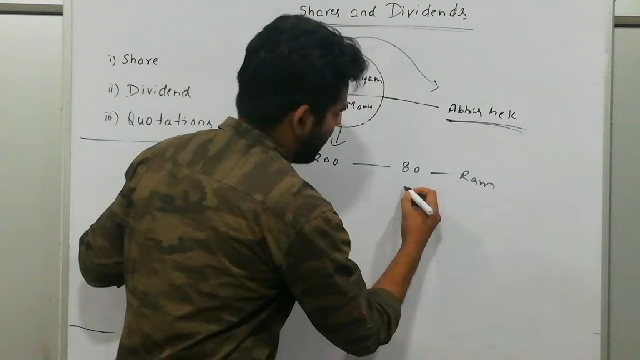 Shares and Dividends
i) Share
ii) Dividend
iii) Quotations
Abhishek
200 — 80 — Ram